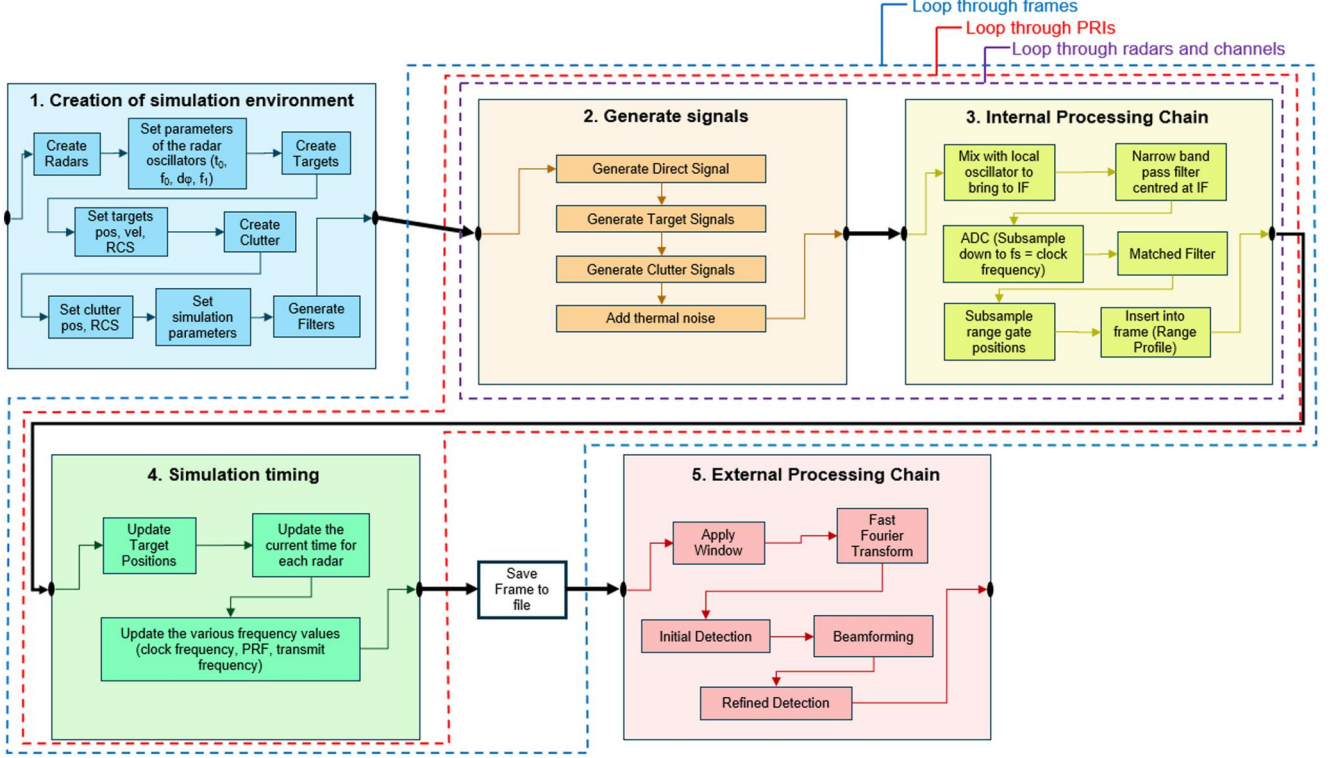 Loop through frames
Loop through PRIs
Loop through radars and channels
1. Creation of simulation environment
Create
Radars
Set parameters
of the radar
oscillators (t₀,
f₀, dφ, f₁)
Create
Targets
Set targets
pos, vel,
RCS
Create
Clutter
Set clutter
pos, RCS
Set
simulation
parameters
Generate
Filters
2. Generate signals
Generate Direct Signal
Generate Target Signals
Generate Clutter Signals
Add thermal noise
3. Internal Processing Chain
Mix with local
oscillator to
bring to IF
Narrow band
pass filter
centred at IF
ADC (Subsample
down to fs = clock
frequency)
Matched Filter
Subsample
range gate
positions
Insert into
frame (Range
Profile)
4. Simulation timing
Update
Target
Positions
Update the
current time for
each radar
Update the various frequency values
(clock frequency, PRF, transmit
frequency)
Save
Frame to
file
5. External Processing Chain
Apply
Window
Fast
Fourier
Transform
Initial Detection
Beamforming
Refined Detection